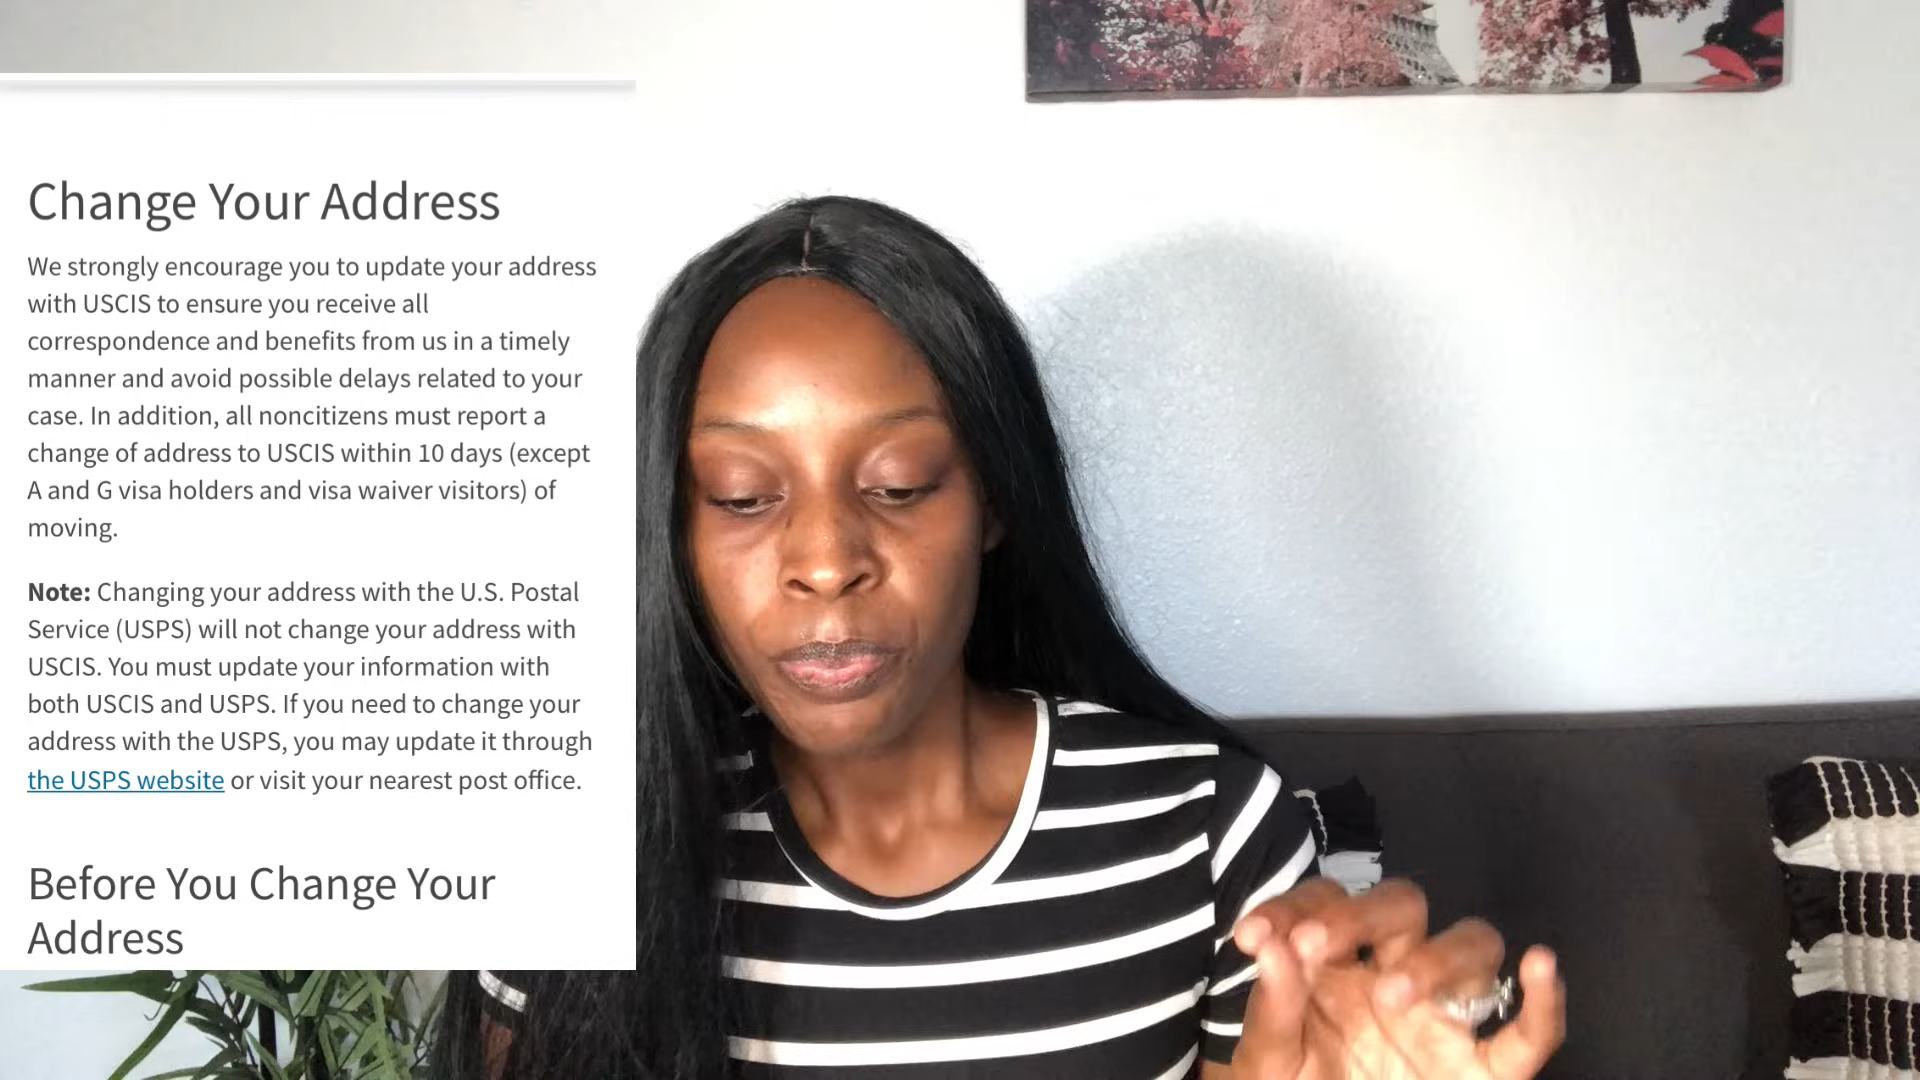 Change Your Address
We strongly encourage you to update your address
with USCIS to ensure you receive all
correspondence and benefits from us in a timely
manner and avoid possible delays related to your
case. In addition, all noncitizens must report a
change of address to USCIS within 10 days (except
A and G visa holders and visa waiver visitors) of
moving.
Note: Changing your address with the U.S. Postal
Service (USPS) will not change your address with
USCIS. You must update your information with
both USCIS and USPS. If you need to change your
address with the USPS, you may update it through
the USPS website or visit your nearest post office.
Before You Change Your
Address